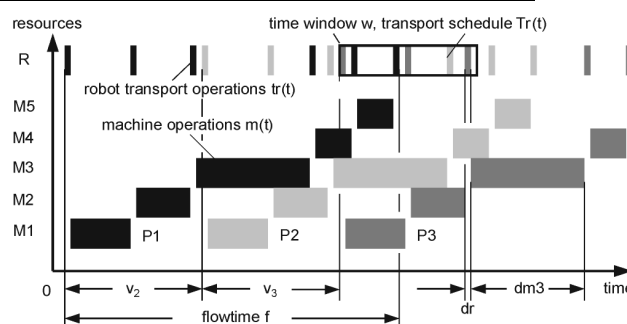 resources
time window w, transport schedule Tr(t)
R
robot transport operations tr(t)
M5
machine operations m(t)
M4
M3
M2
M1 P1 P2 P3
0 v2 v3 dr dm3 time
flowtime f